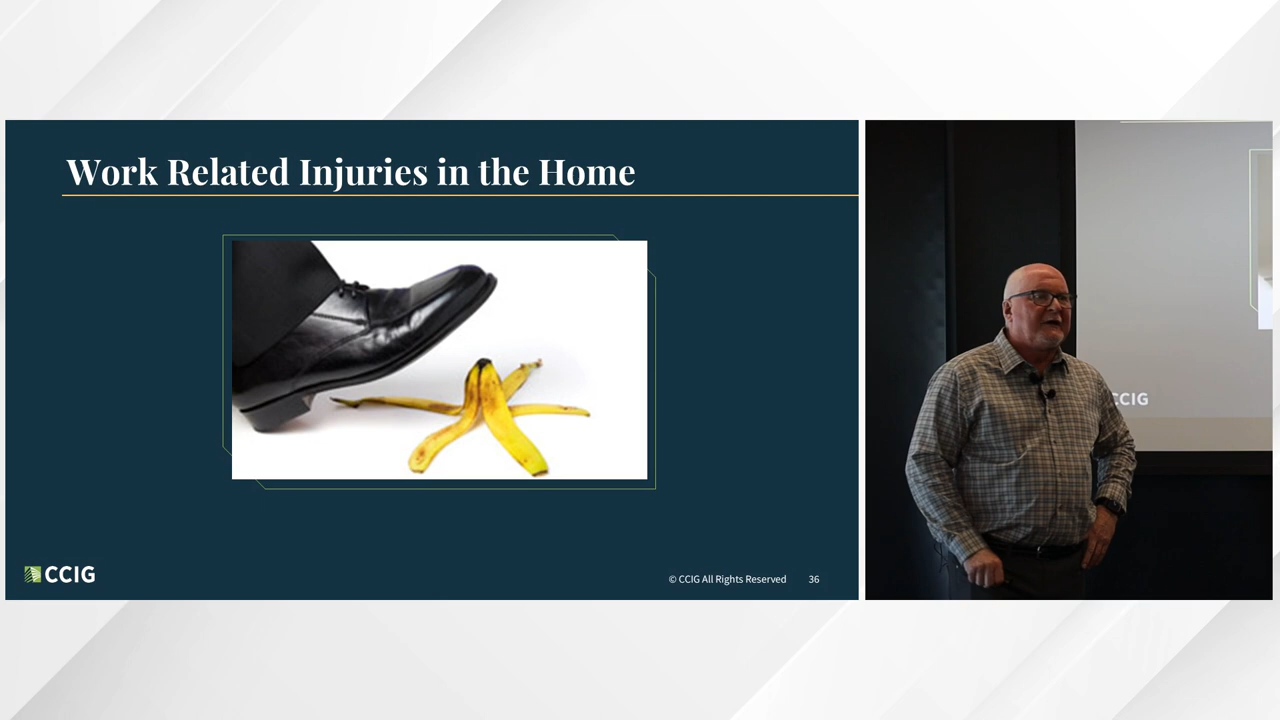 Work Related Injuries in the Home
CCIG
© CCIG All Rights Reserved 36
CCIG